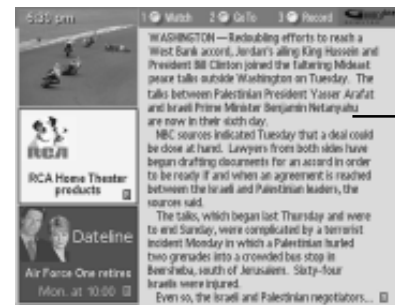 6:35 pm
1 Watch 2 GoTo 3 Record
WASHINGTON — Redoubling efforts to reach a
West Bank accord, Jordan's ailing King Hussein and
President Bill Clinton joined the faltering Mideast
peace talks outside Washington on Tuesday. The
talks between Palestinian President Yasser Arafat
and Israeli Prime Minister Benjamin Netanyahu
are now in their sixth day.
NBC sources indicated Tuesday that a deal could
be close at hand. Lawyers from both sides have
begun drafting documents for an accord in order
to be ready if and when an agreement is reached
between the Israeli and Palestinian leaders, the
sources said.
The talks, which began last Thursday and were
to end Sunday, were complicated by a terrorist
incident Monday in which a Palestinian hurled
two grenades into a crowded bus stop in
Beersheba, south of Jerusalem. Sixty-four
Israelis were injured.
Even so, the Israeli and Palestinian negotiators...
RCA
RCA Home Theater
products
Dateline
Air Force One retires
Mon. at 10:00